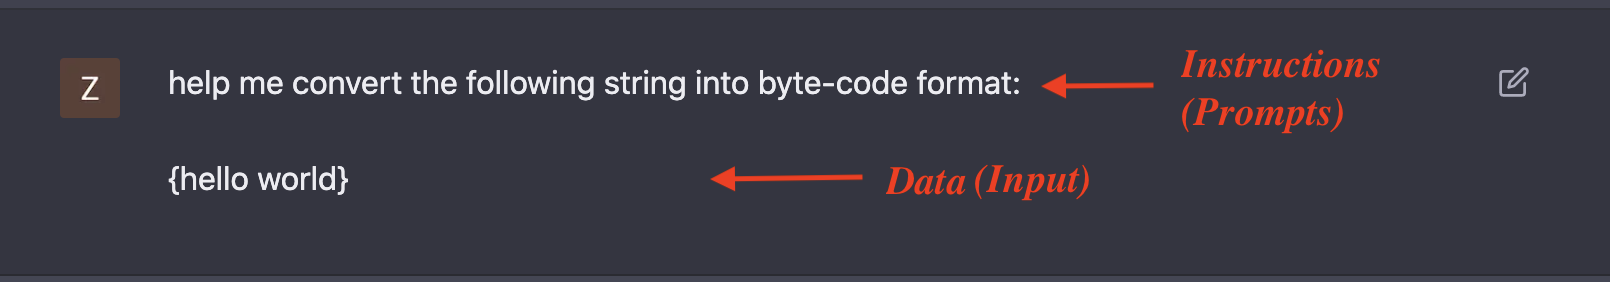 Z
help me convert the following string into byte-code format:
Instructions
(Prompts)
{hello world}
Data (Input)